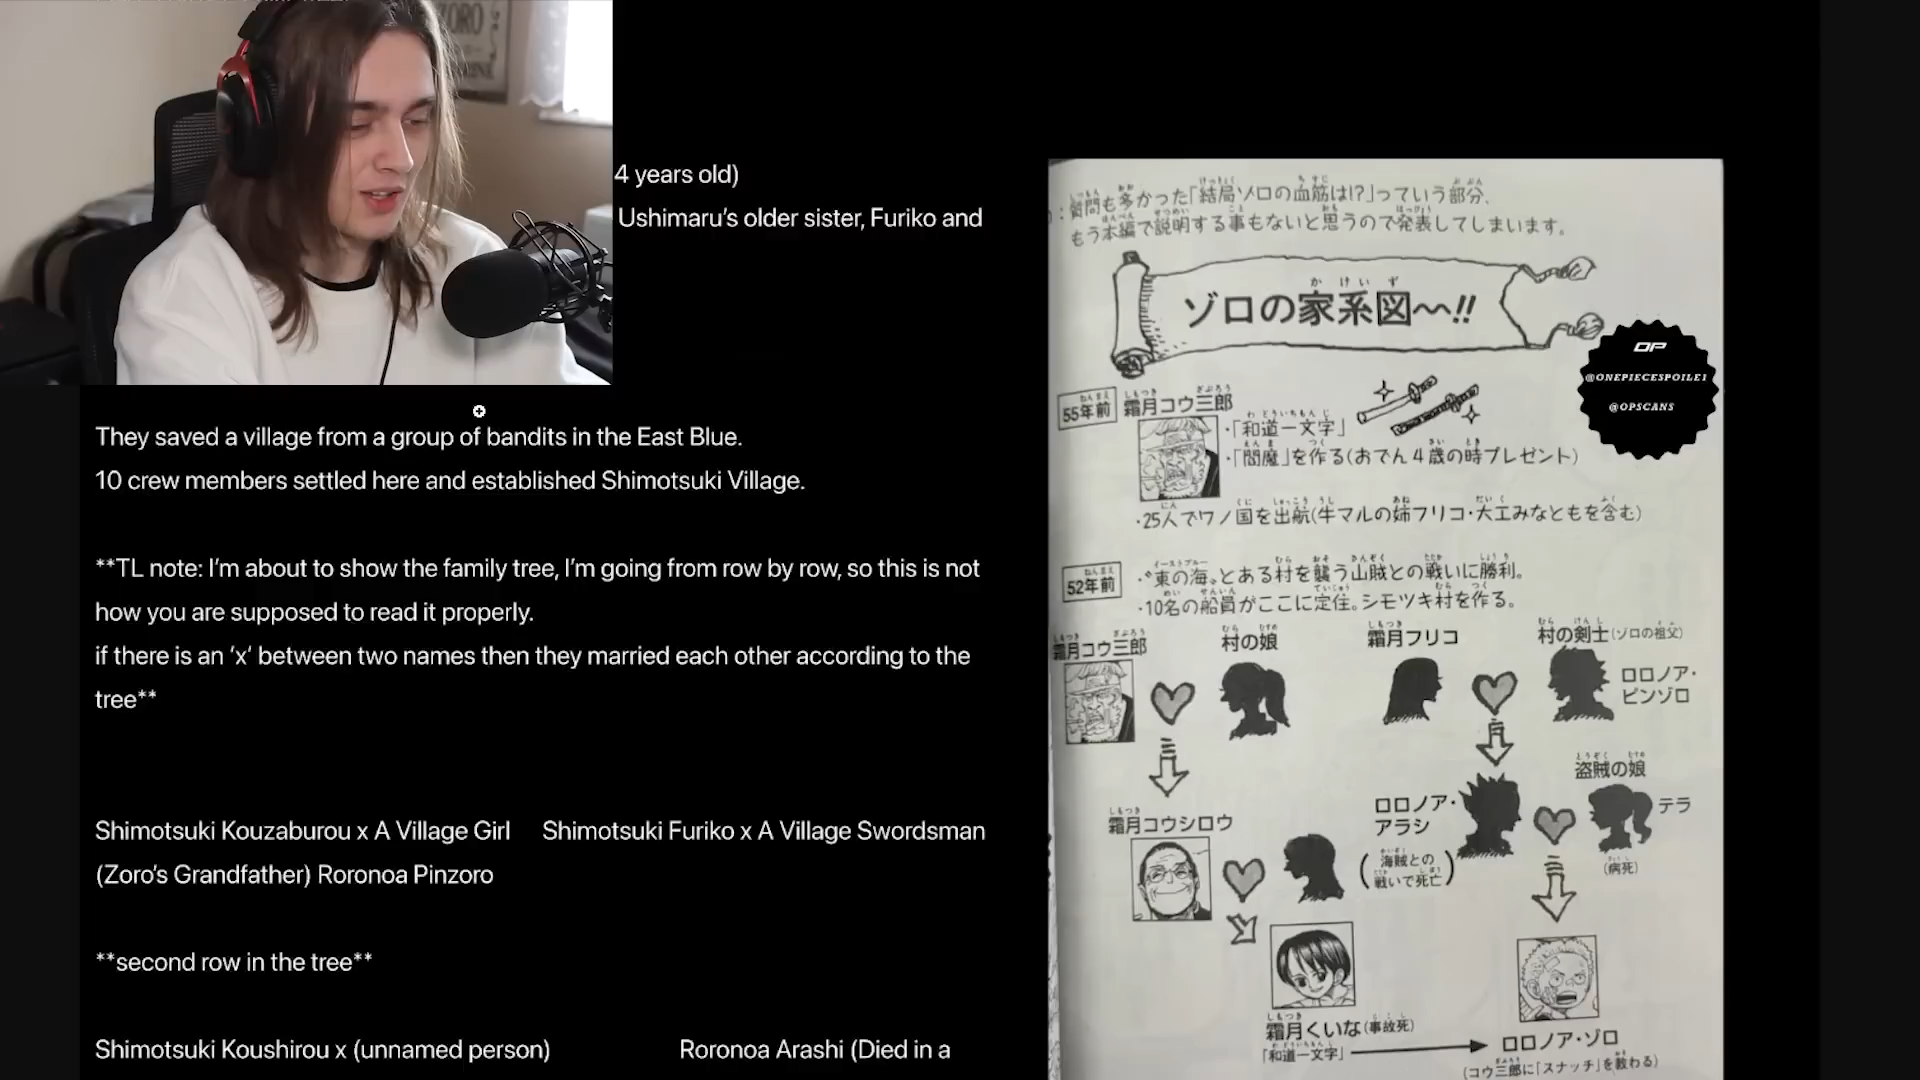 ZORO
4 years old)
Ushimaru's older sister, Furiko and
They saved a village from a group of bandits in the East Blue.
10 crew members settled here and established Shimotsuki Village.
**TL note: I'm about to show the family tree, I'm going from row by row, so this is not
how you are supposed to read it properly.
if there is an 'x' between two names then they married each other according to the
tree**
Shimotsuki Kouzaburou x A Village Girl
Shimotsuki Furiko x A Village Swordsman
(Zoro's Grandfather) Roronoa Pinzoro
**second row in the tree**
Shimotsuki Koushirou x (unnamed person)
Roronoa Arashi (Died in a
:質問も多かった「結局ゾロの血筋は!?」っていう部分、
もう本編で説明する事もないと思うので発表してしまいます。
ゾロの家系図〜〜!!
OP
@ONEPIECESPOILE1
@OPSCANS
55年前
霜月コウ三郎
・「和道一文字」
・「閻魔」を作る(おでん4歳の時プレゼント)
・25人でワノ国を出航(牛マルの姉フリコ・大工みなともを含む)
52年前
・"東の海"とある村を襲う山賊との戦いに勝利。
・10名の船員がここに定住。シモツキ村を作る。
霜月コウ三郎
村の娘
霜月フリコ
村の剣士(ゾロの祖父)
ロロノア・
ピンゾロ
盗賊の娘
テラ
(病死)
ロロノア・
アラシ
(海賊との
戦いで死亡)
霜月コウシロウ
霜月くいな(事故死)
「和道一文字」
ロロノア・ゾロ
(コウ三郎に「スナッチ」を教わる)